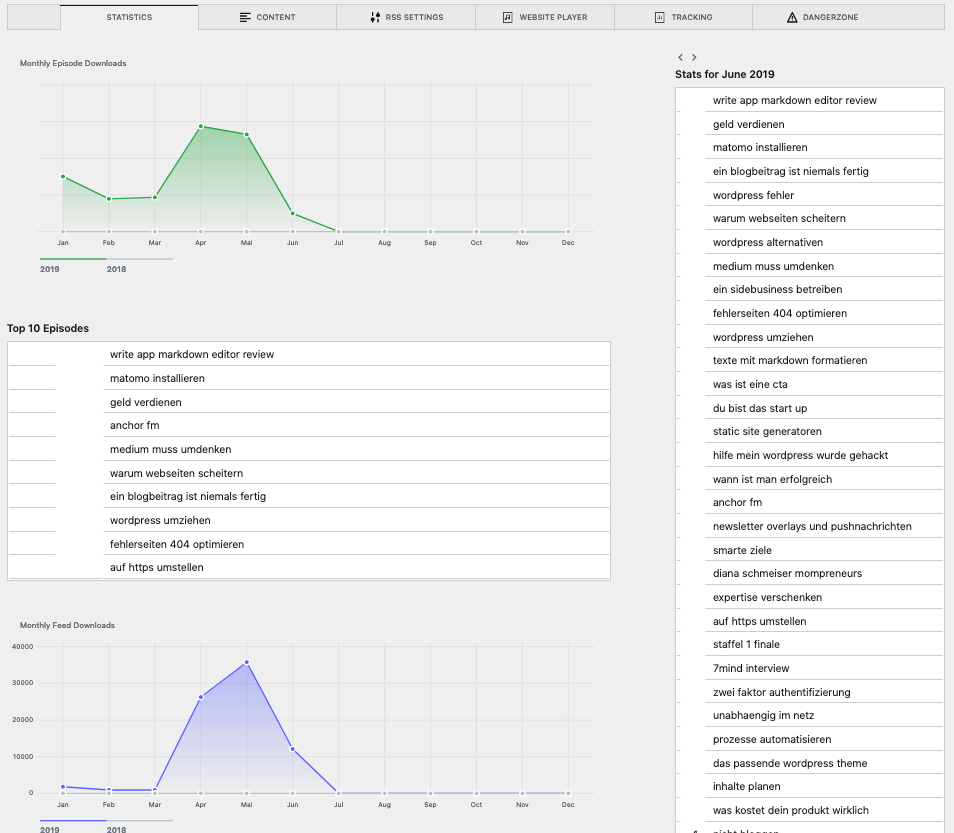 STATISTICS
CONTENT
RSS SETTINGS
WEBSITE PLAYER
TRACKING
DANGERZONE
Monthly Episode Downloads
Jan Feb Mar Apr Mai Jun Jul Aug Sep Oct Nov Dec
2019 2018
Top 10 Episodes
write app markdown editor review
matomo installieren
geld verdienen
anchor fm
medium muss umdenken
warum webseiten scheitern
ein blogbeitrag ist niemals fertig
wordpress umziehen
fehlerseiten 404 optimieren
auf https umstellen
Monthly Feed Downloads
40000
30000
20000
10000
0
Jan Feb Mar Apr Mai Jun Jul Aug Sep Oct Nov Dec
2019 2018
Stats for June 2019
write app markdown editor review
geld verdienen
matomo installieren
ein blogbeitrag ist niemals fertig
wordpress fehler
warum webseiten scheitern
wordpress alternativen
medium muss umdenken
ein sidebusiness betreiben
fehlerseiten 404 optimieren
wordpress umziehen
texte mit markdown formatieren
was ist eine cta
du bist das start up
static site generatoren
hilfe mein wordpress wurde gehackt
wann ist man erfolgreich
anchor fm
newsletter overlays und pushnachrichten
smarte ziele
diana schmeiser mompreneurs
expertise verschenken
auf https umstellen
staffel 1 finale
7mind interview
zwei faktor authentifizierung
unabhaengig im netz
prozesse automatisieren
das passende wordpress theme
inhalte planen
was kostet dein produkt wirklich